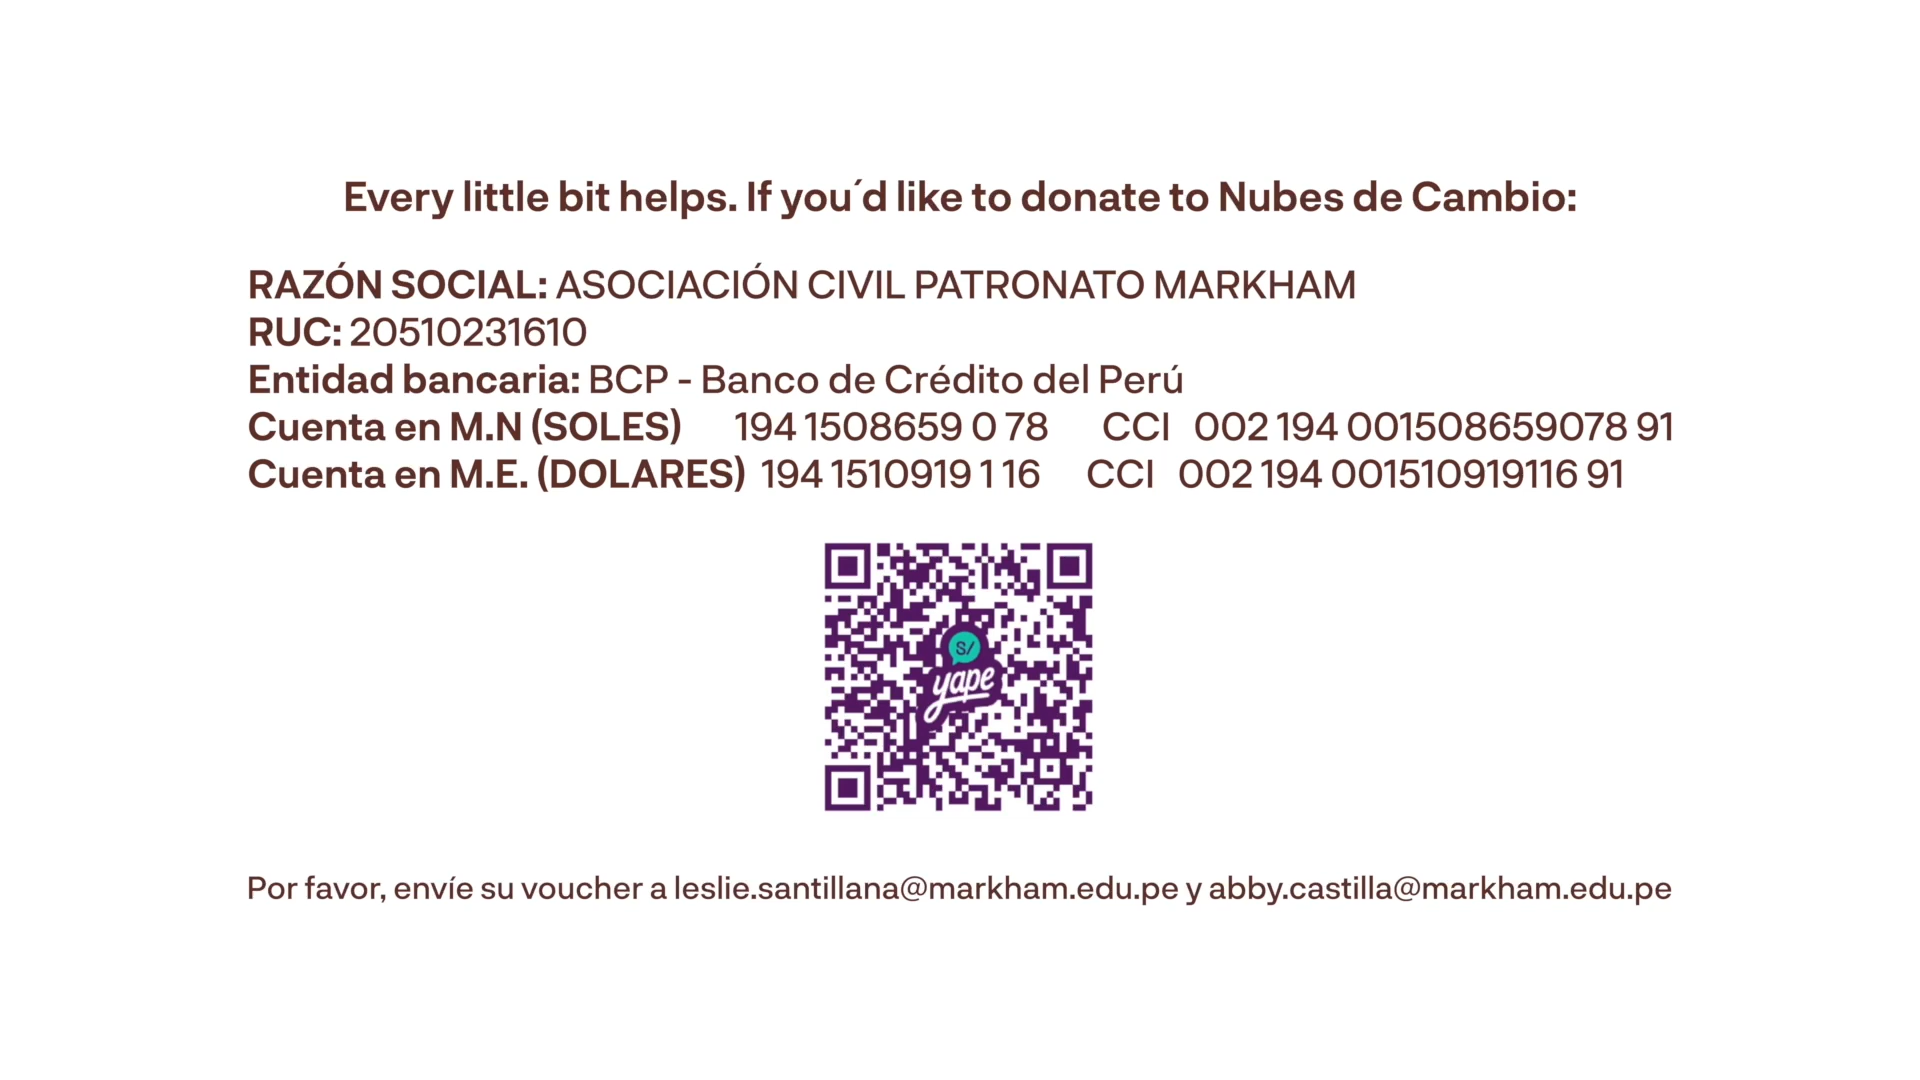 Every little bit helps. If you´d like to donate to Nubes de Cambio:
RAZÓN SOCIAL: ASOCIACIÓN CIVIL PATRONATO MARKHAM
RUC: 20510231610
Entidad bancaria: BCP - Banco de Crédito del Perú
Cuenta en M.N (SOLES) 194 1508659 0 78 CCI 002 194 001508659078 91
Cuenta en M.E. (DOLARES) 194 1510919 1 16 CCI 002 194 001510919116 91
S/
yape
Por favor, envíe su voucher a leslie.santillana@markham.edu.pe y abby.castilla@markham.edu.pe